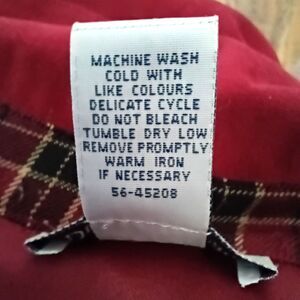 MACHINE WASH
COLD WITH
LIKE COLOURS
DELICATE CYCLE
DO NOT BLEACH
TUMBLE DRY LOW
REMOVE PROMPTLY
WARM IRON
IF NECESSARY
56-45208